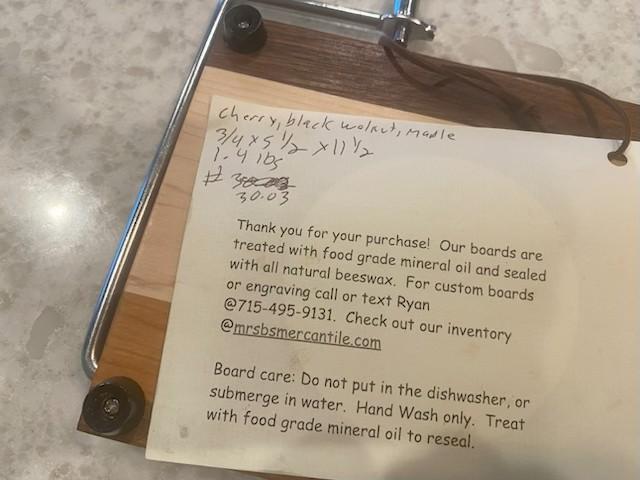 Cherry, black walnut, Maple
3/4 x 5 1/2 x 11 1/2
1.4 lbs
#
30.03
Thank you for your purchase! Our boards are
treated with food grade mineral oil and sealed
with all natural beeswax. For custom boards
or engraving call or text Ryan
@715-495-9131. Check out our inventory
@mrsbsmercantile.com
Board care: Do not put in the dishwasher, or
submerge in water. Hand Wash only. Treat
with food grade mineral oil to reseal.